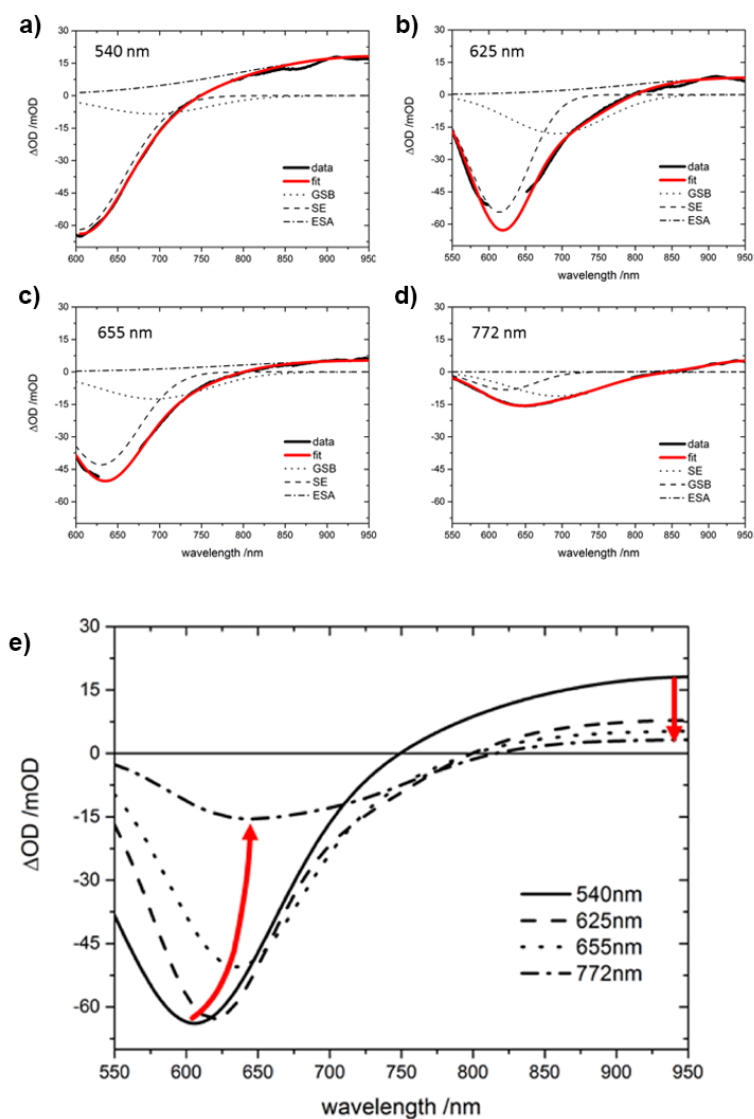 a)
540 nm
30
15
0
-15
-30
-45
-60
ΔOD /mOD
data
fit
GSB
SE
ESA
600 650 700 750 800 850 900 950
wavelength /nm
b)
625 nm
30
15
0
-15
-30
-45
-60
ΔOD /mOD
data
fit
GSB
SE
ESA
550 600 650 700 750 800 850 900 950
wavelength /nm
c)
655 nm
30
15
0
-15
-30
-45
-60
ΔOD /mOD
data
fit
GSB
SE
ESA
600 650 700 750 800 850 900 950
wavelength /nm
d)
772 nm
30
15
0
-15
-30
-45
-60
ΔOD /mOD
data
fit
SE
GSB
ESA
550 600 650 700 750 800 850 900 950
wavelength /nm
e)
30
15
0
-15
-30
-45
-60
ΔOD /mOD
540nm
625nm
655nm
772nm
550 600 650 700 750 800 850 900 950
wavelength /nm